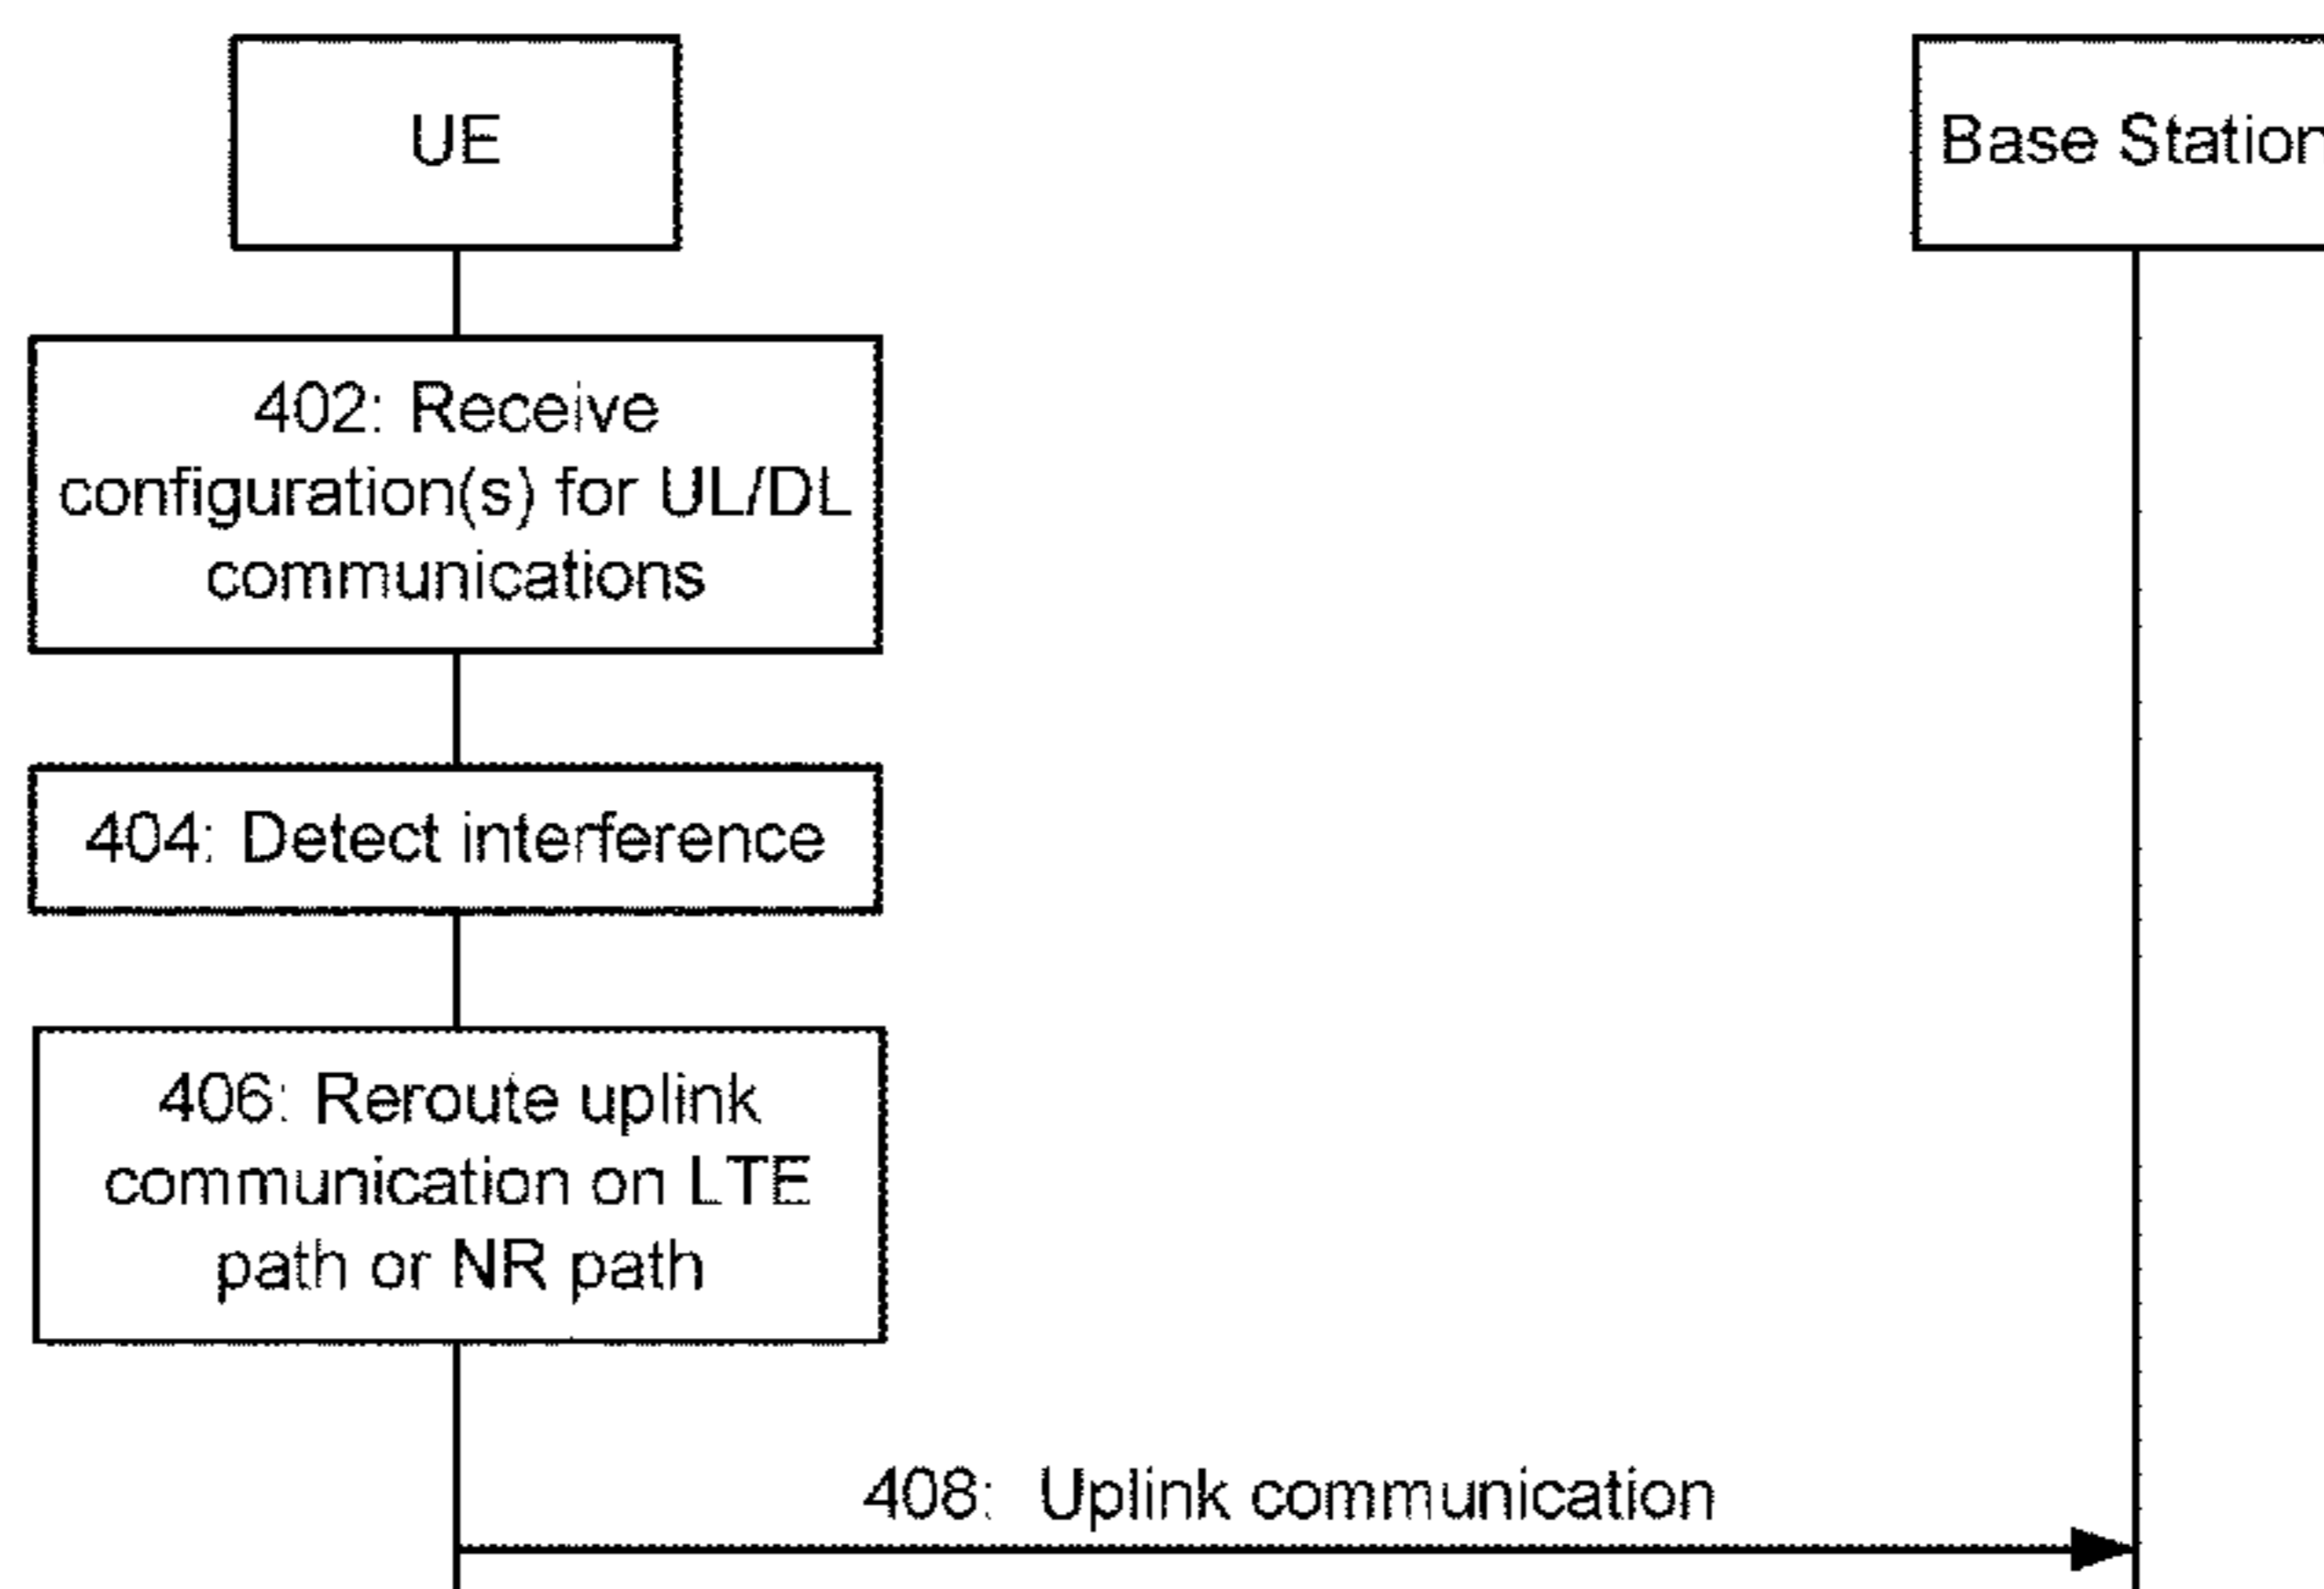 UE
Base Station
402: Receive
configuration(s) for UL/DL
communications
404: Detect interference
406: Reroute uplink
communication on LTE
path or NR path
408: Uplink communication